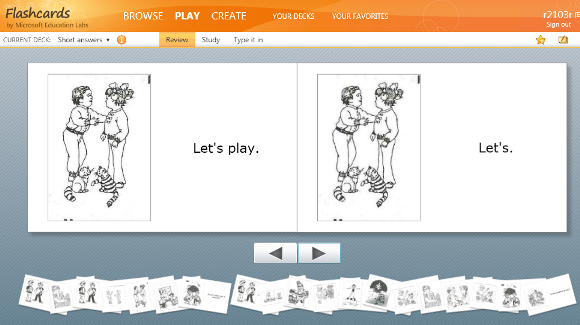 Flashcards
by Microsoft Education Labs
BROWSE PLAY CREATE YOUR DECKS YOUR FAVORITES
r2103r
Sign out
CURRENT DECK: Short answers
Review Study Type it in
Let's play.
Let's.